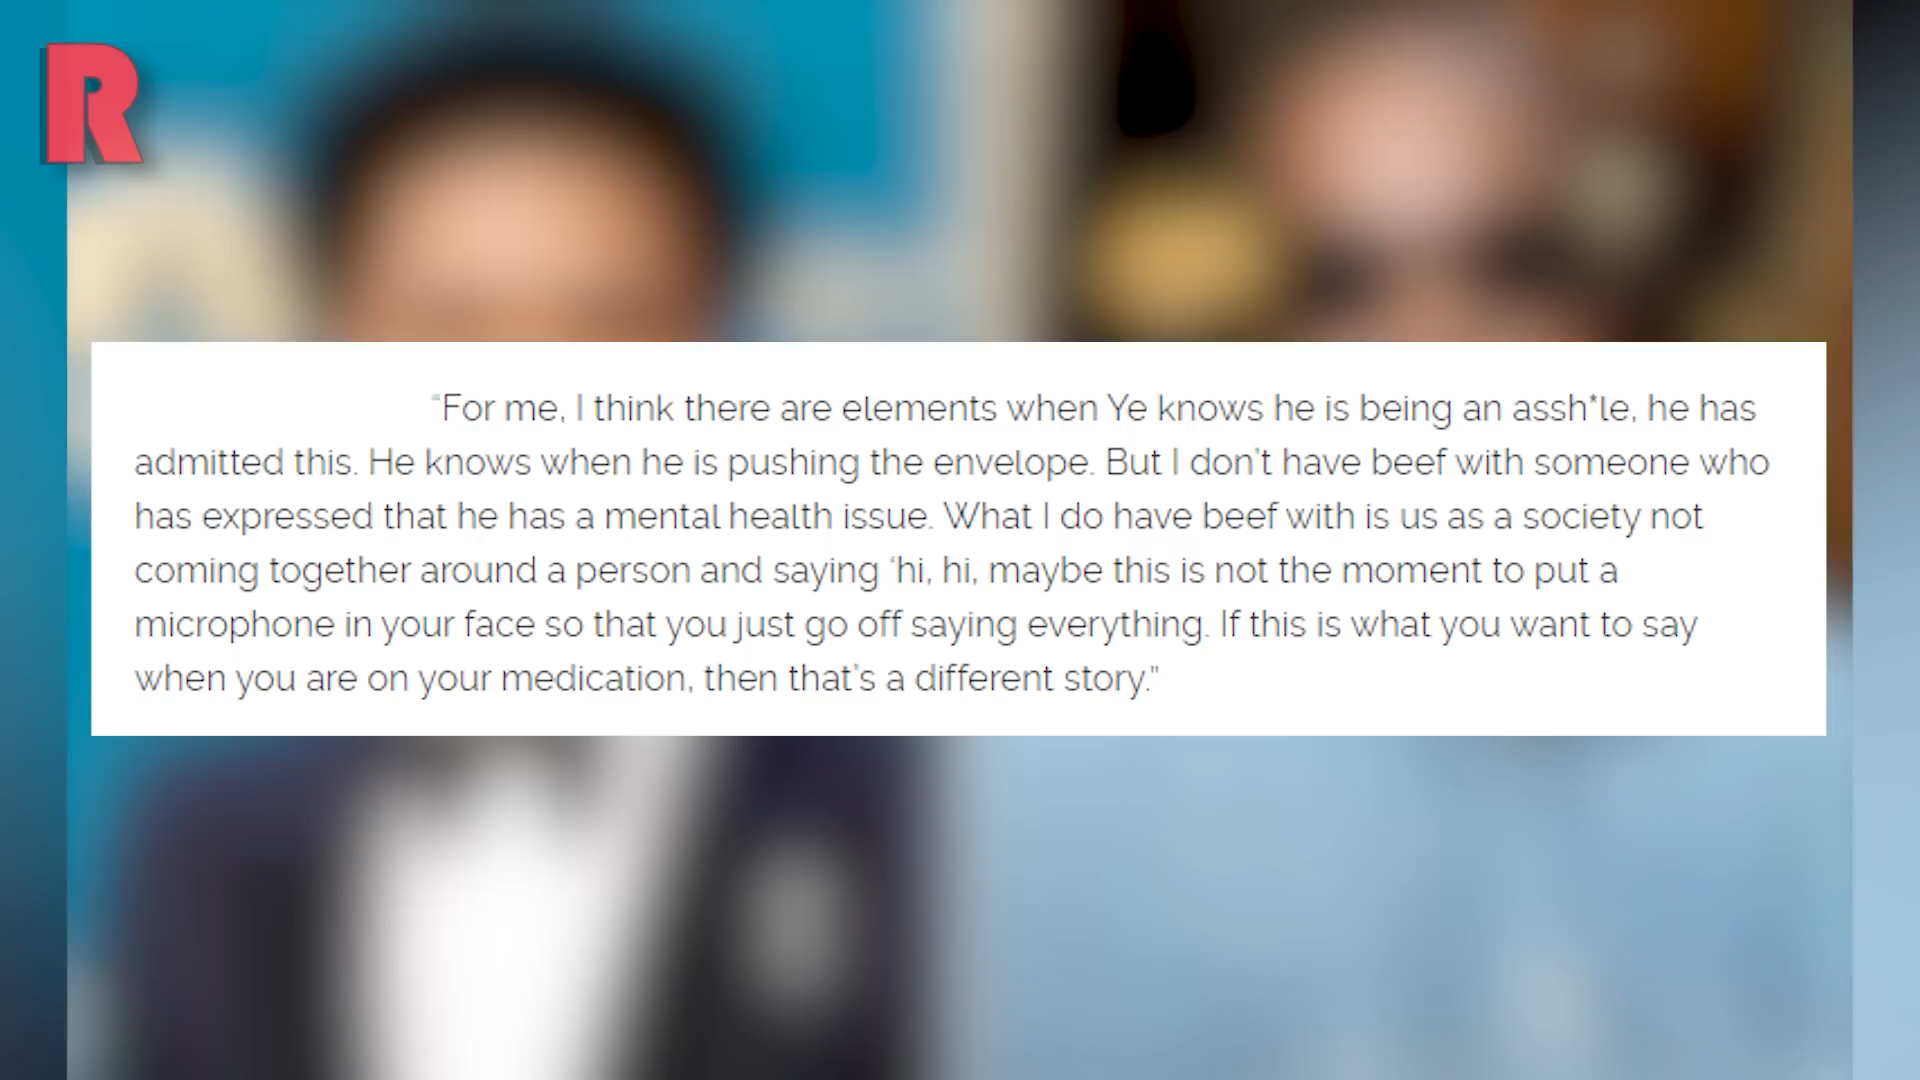 R
“For me, I think there are elements when Ye knows he is being an assh*le, he has
admitted this. He knows when he is pushing the envelope. But I don’t have beef with someone who
has expressed that he has a mental health issue. What I do have beef with is us as a society not
coming together around a person and saying ‘hi, hi, maybe this is not the moment to put a
microphone in your face so that you just go off saying everything. If this is what you want to say
when you are on your medication, then that’s a different story.”